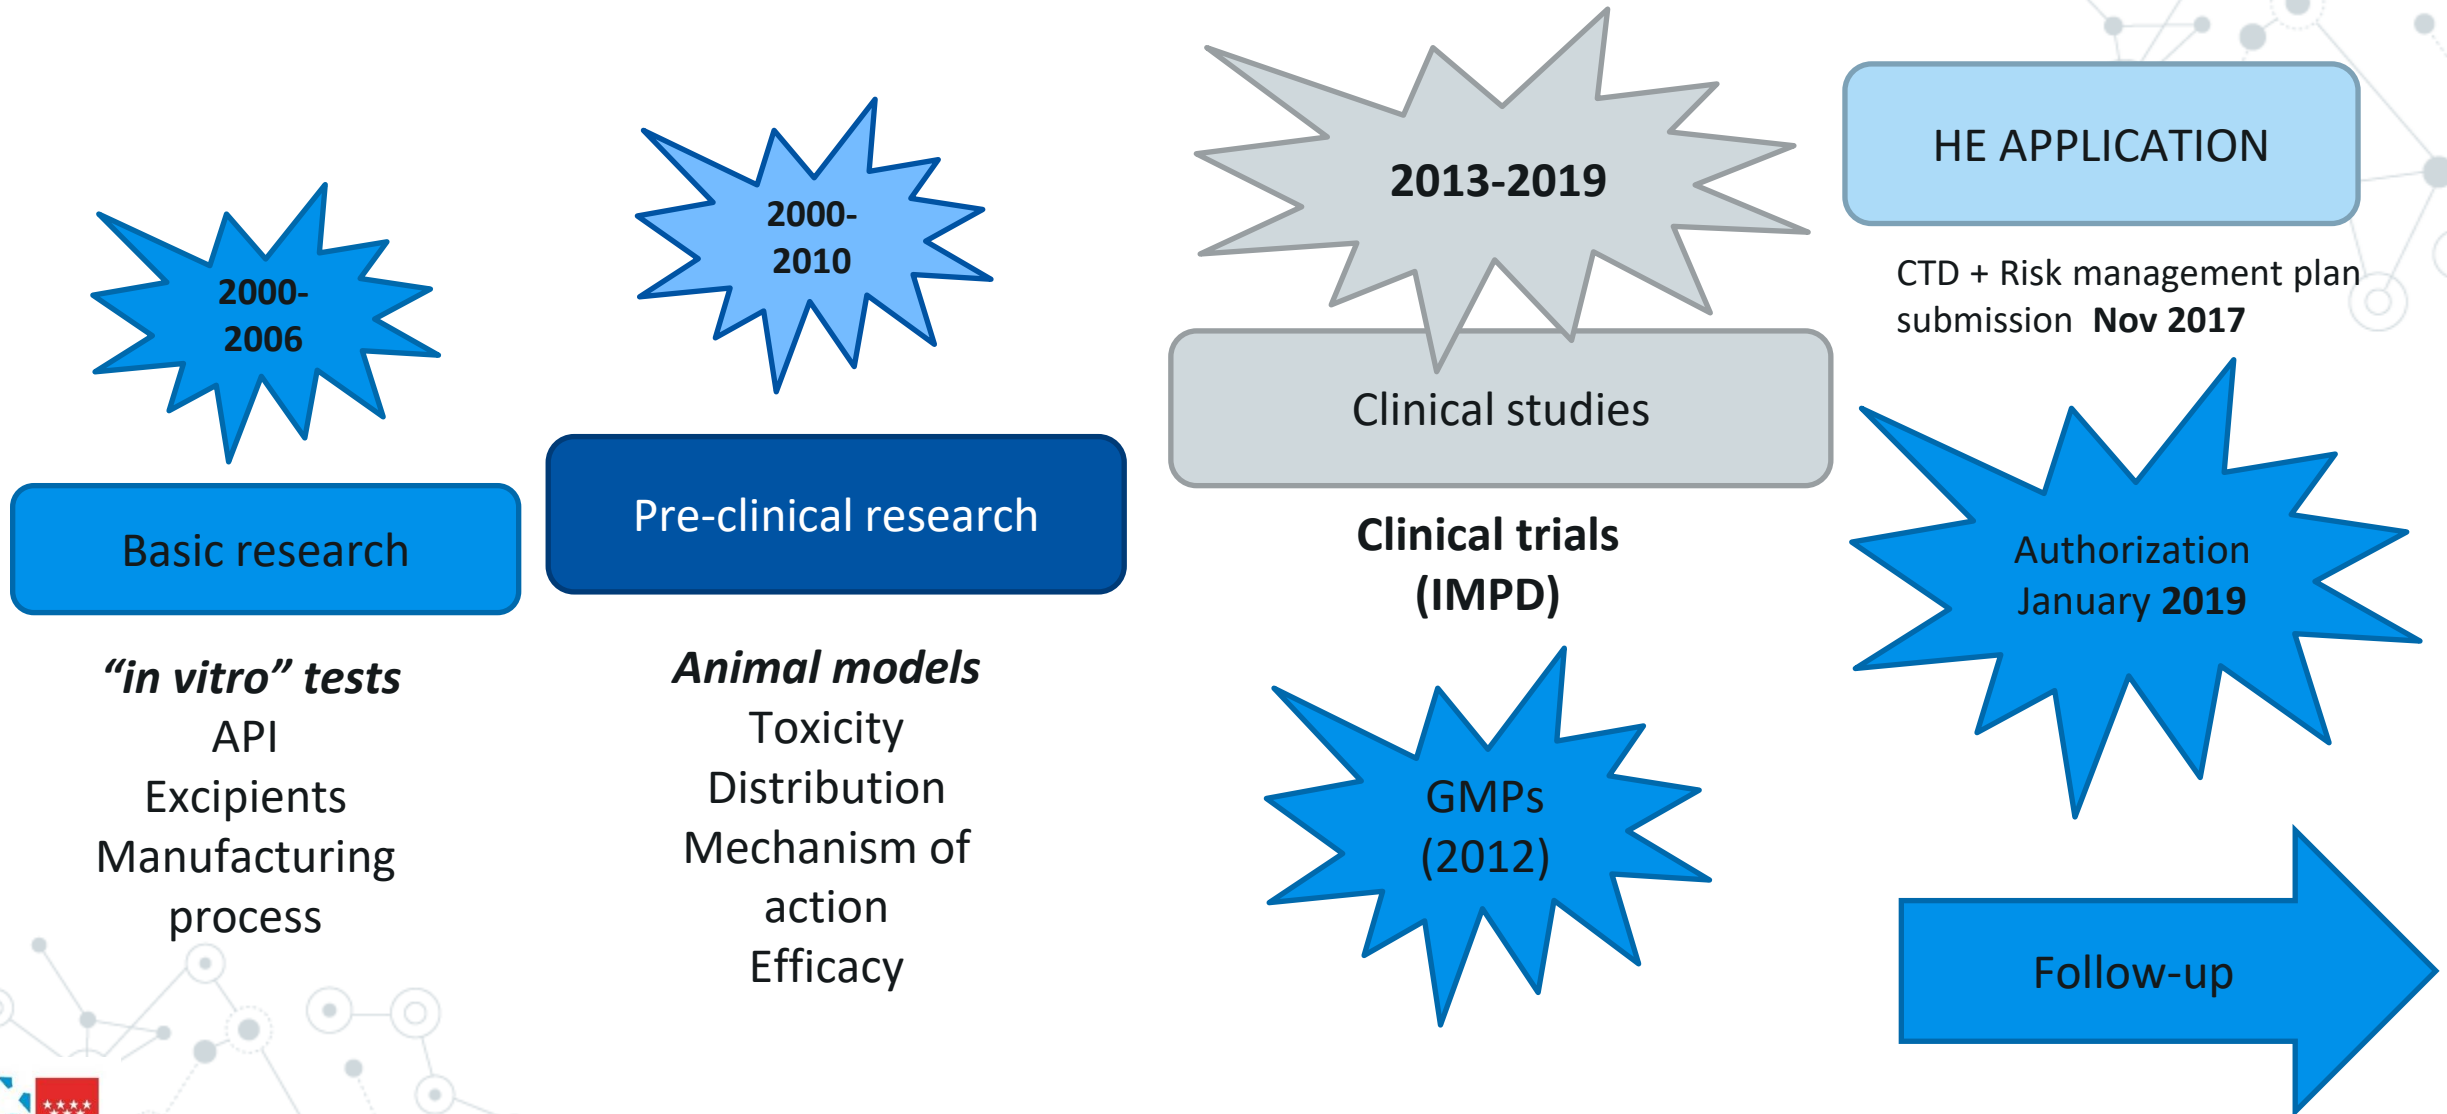 2000-
2006
Basic research
“in vitro” tests
API
Excipients
Manufacturing
process
2000-
2010
Pre-clinical research
Animal models
Toxicity
Distribution
Mechanism of
action
Efficacy
2013-2019
Clinical studies
Clinical trials
(IMPD)
GMPs
(2012)
HE APPLICATION
CTD + Risk management plan
submission Nov 2017
Authorization
January 2019
Follow-up